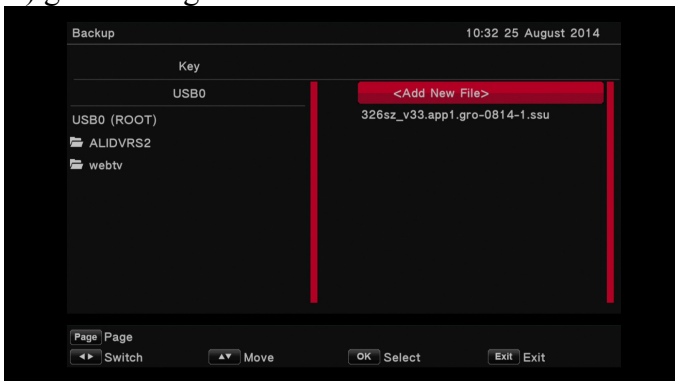 Backup
10:32 25 August 2014
Key
USB0
USB0 (ROOT)
ALIDVRS2
webtv
<Add New File>
326sz_v33.app1.gro-0814-1.ssu
Page Page
Switch Move OK Select Exit Exit